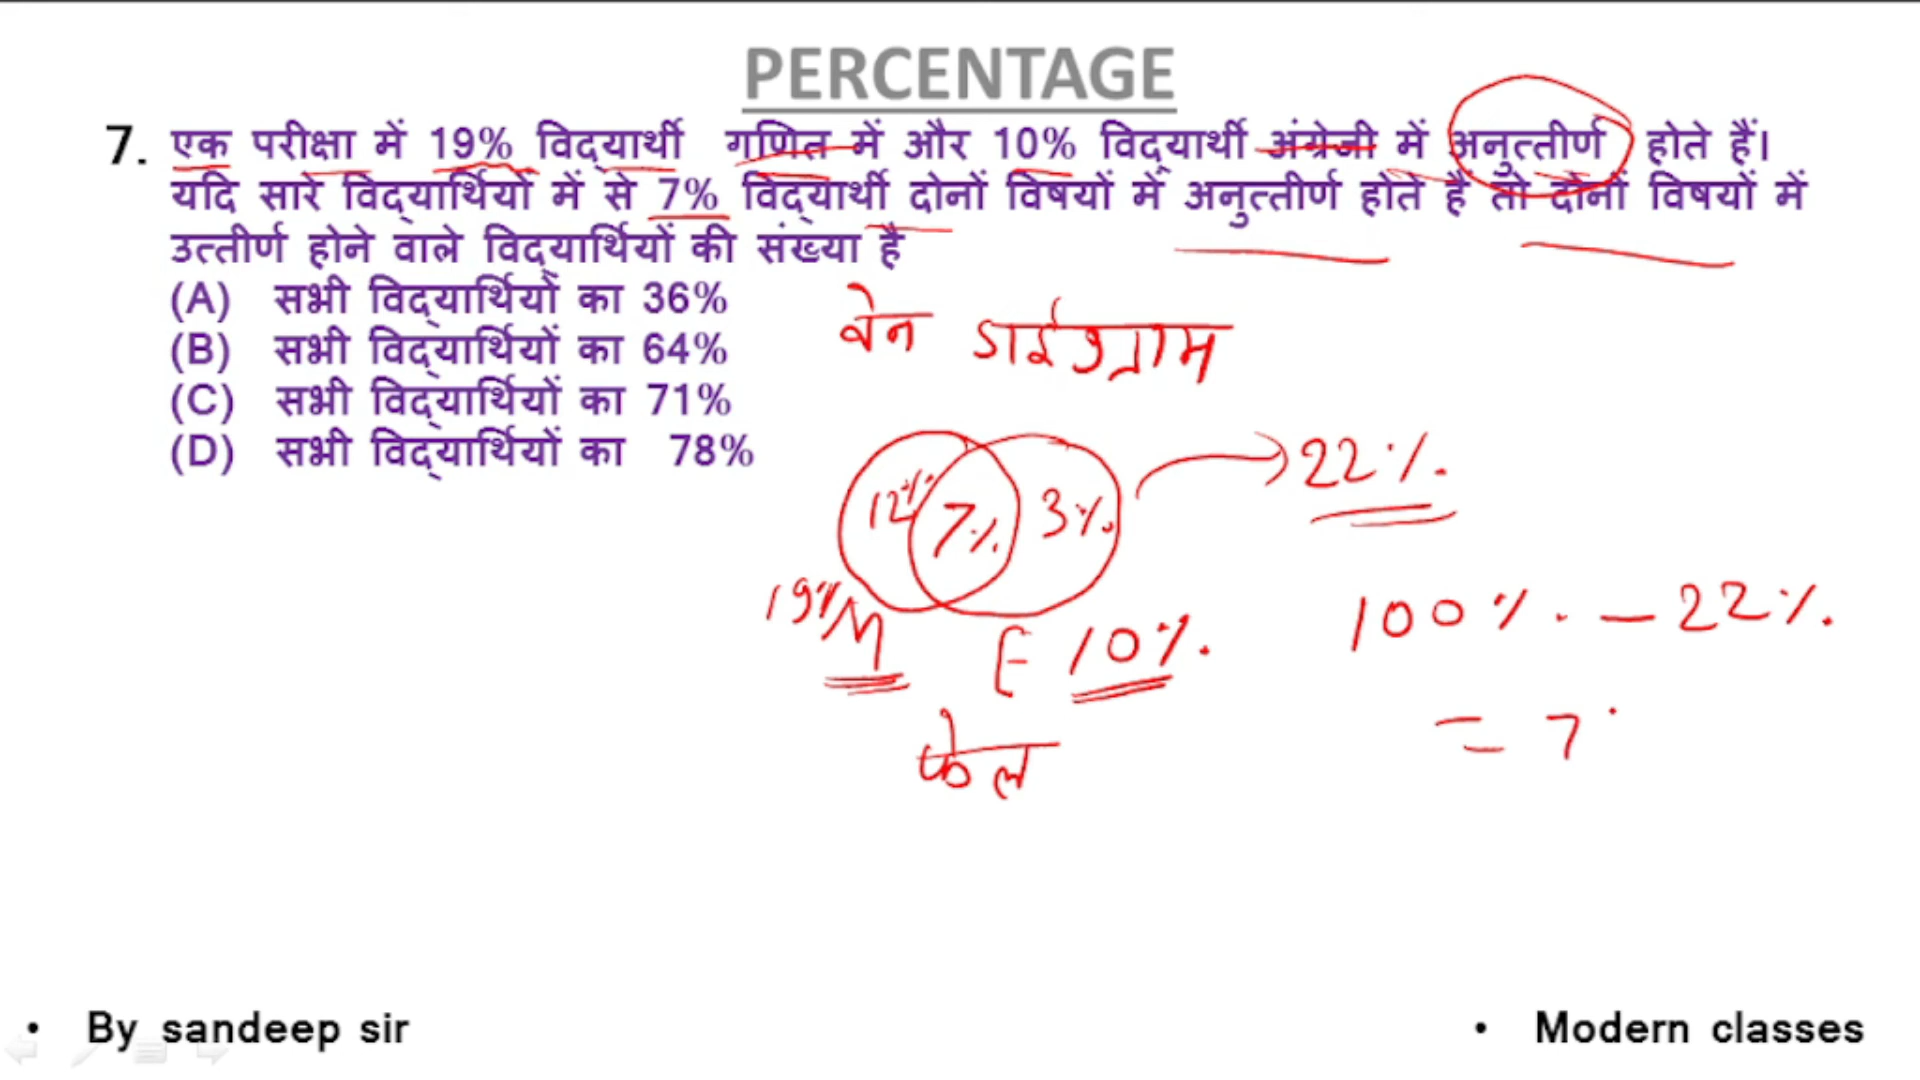 PERCENTAGE
7. एक परीक्षा में 19% विद्यार्थी गणित में और 10% विद्यार्थी अंग्रेजी में अनुत्तीर्ण होते हैं।
यदि सारे विद्यार्थियों में से 7% विद्यार्थी दोनों विषयों में अनुत्तीर्ण होते हैं तो दोनों विषयों में
उत्तीर्ण होने वाले विद्यार्थियों की संख्या है
(A) सभी विद्यार्थियों का 36%
(B) सभी विद्यार्थियों का 64%
(C) सभी विद्यार्थियों का 71%
(D) सभी विद्यार्थियों का 78%
वेन डाईग्राम
12% 7% 3% 22%
19% M E 10%
100% - 22%
= 7
फेल
• By sandeep sir
• Modern classes